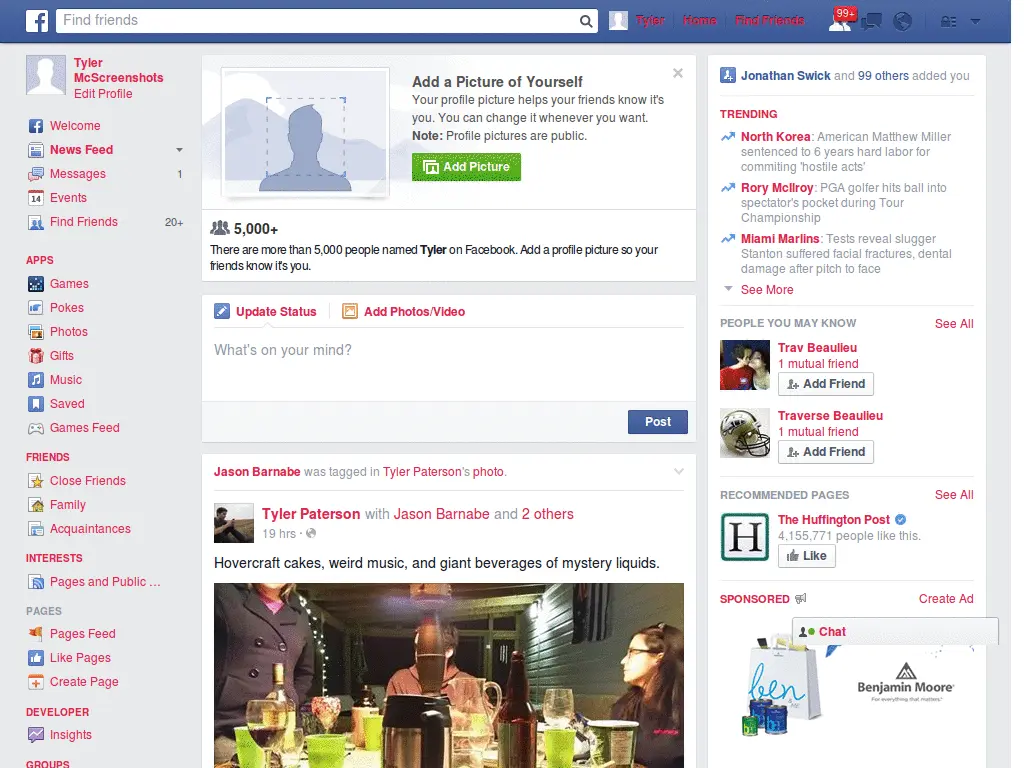 Find friends
Tyler
Home
Find Friends
99+
Tyler
McScreenshots
Edit Profile
Welcome
News Feed
Messages
1
14
Events
Find Friends
20+
APPS
Games
Pokes
Photos
Gifts
Music
Saved
Games Feed
FRIENDS
Close Friends
Family
Acquaintances
INTERESTS
Pages and Public ...
PAGES
Pages Feed
Like Pages
Create Page
DEVELOPER
Insights
GROUPS
Add a Picture of Yourself
Your profile picture helps your friends know it's
you. You can change it whenever you want.
Note: Profile pictures are public.
Add Picture
5,000+
There are more than 5,000 people named Tyler on Facebook. Add a profile picture so your
friends know it's you.
Update Status
Add Photos/Video
What's on your mind?
Post
Jason Barnabe was tagged in Tyler Paterson's photo.
Tyler Paterson with Jason Barnabe and 2 others
19 hrs ·
Hovercraft cakes, weird music, and giant beverages of mystery liquids.
Jonathan Swick and 99 others added you
TRENDING
North Korea: American Matthew Miller
sentenced to 6 years hard labor for
commiting 'hostile acts'
Rory McIlroy: PGA golfer hits ball into
spectator's pocket during Tour
Championship
Miami Marlins: Tests reveal slugger
Stanton suffered facial fractures, dental
damage after pitch to face
See More
PEOPLE YOU MAY KNOW
See All
Trav Beaulieu
1 mutual friend
Add Friend
Traverse Beaulieu
1 mutual friend
Add Friend
RECOMMENDED PAGES
See All
H
The Huffington Post
4,155,771 people like this.
Like
SPONSORED
Create Ad
Chat
ben
Benjamin Moore®
For everything that matters.®